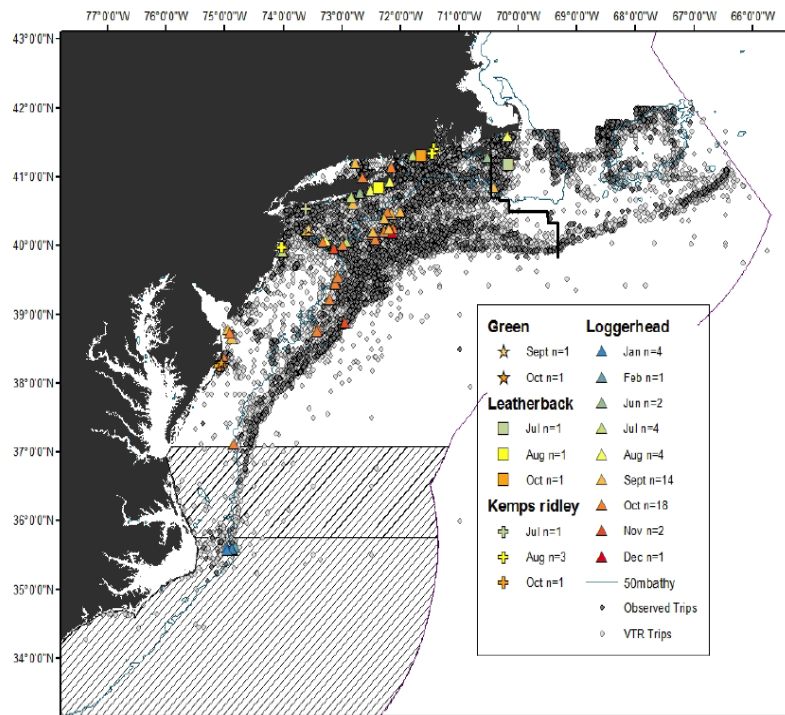 77°0'0"W 76°0'0"W 75°0'0"W 74°0'0"W 73°0'0"W 72°0'0"W 71°0'0"W 70°0'0"W 69°0'0"W 68°0'0"W 67°0'0"W 66°0'0"W
43°0'0"N
42°0'0"N
41°0'0"N
40°0'0"N
39°0'0"N
38°0'0"N
37°0'0"N
36°0'0"N
35°0'0"N
34°0'0"N
Green
Sept n=1
Oct n=1
Leatherback
Jul n=1
Aug n=1
Oct n=1
Kemps ridley
Jul n=1
Aug n=3
Oct n=1
Loggerhead
Jan n=4
Feb n=1
Jun n=2
Jul n=4
Aug n=4
Sept n=14
Oct n=18
Nov n=2
Dec n=1
50mbathy
Observed Trips
VTR Trips